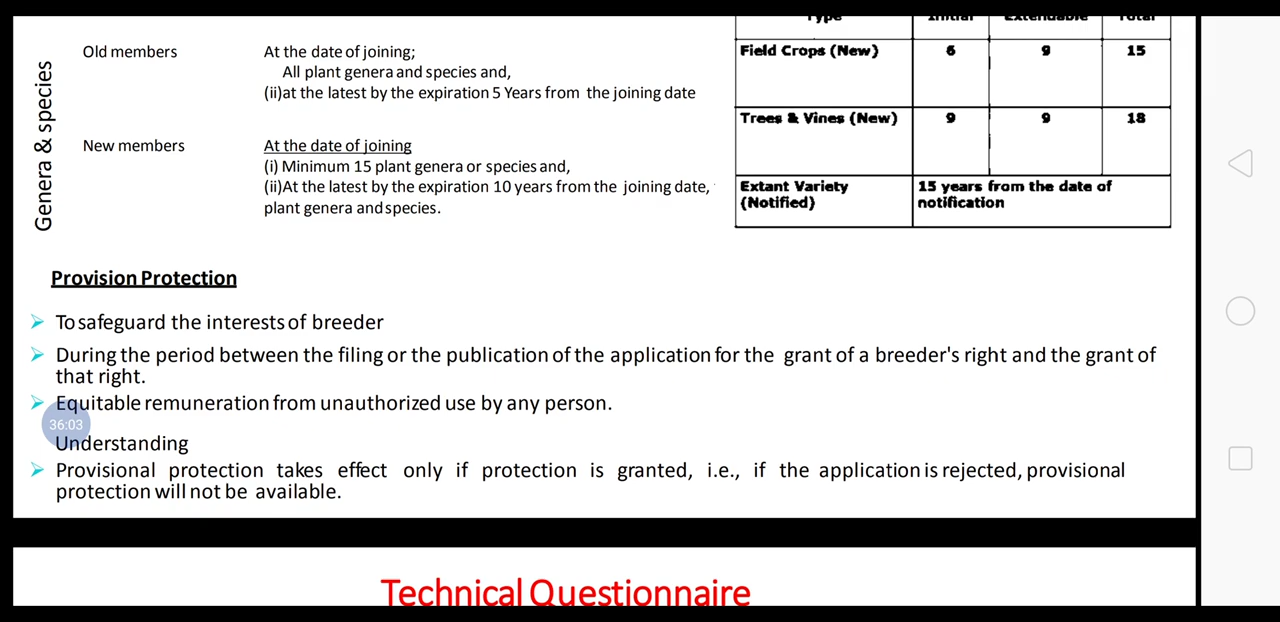 Type Initial Extendable Total
Genera & species
Old members At the date of joining;
All plant genera and species and,
(ii)at the latest by the expiration 5 Years from the joining date
New members At the date of joining
(i) Minimum 15 plant genera or species and,
(ii)At the latest by the expiration 10 years from the joining date,
plant genera and species.
Field Crops (New) 6 9 15
Trees & Vines (New) 9 9 18
Extant Variety 15 years from the date of
(Notified) notification
Provision Protection
To safeguard the interests of breeder
During the period between the filing or the publication of the application for the grant of a breeder's right and the grant of
that right.
Equitable remuneration from unauthorized use by any person.
36:03
Understanding
Provisional protection takes effect only if protection is granted, i.e., if the application is rejected, provisional
protection will not be available.
Technical Questionnaire